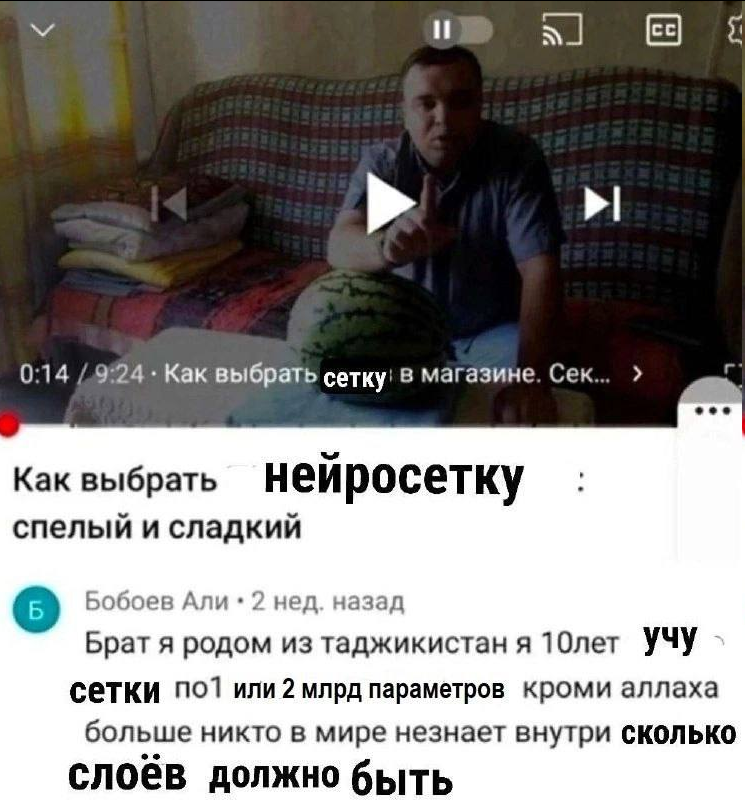 CC
0:14 / 9:24 · Как выбрать сетку в магазине. Сек... >
Как выбрать нейросетку :
спелый и сладкий
Б
Бобоев Али • 2 нед. назад
Брат я родом из таджикистан я 10лет учу
сетки по1 или 2 млрд параметров кроми аллаха
больше никто в мире незнает внутри сколько
слоёв должно быть